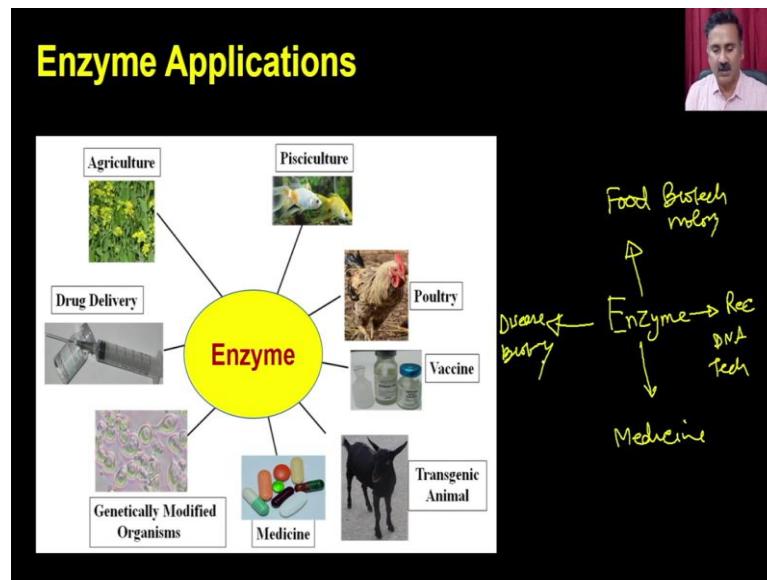 Enzyme Applications
Agriculture
Pisciculture
Drug Delivery
Poultry
Enzyme
Vaccine
Genetically Modified
Organisms
Medicine
Transgenic
Animal
Food Biotech
nology
Enzyme
Disease
Biology
Rec
DNA
Tech
Medicine